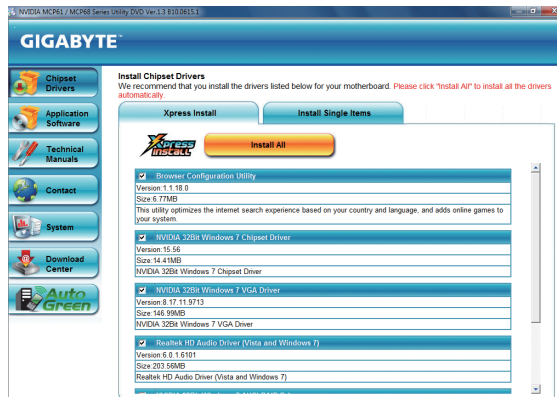 NVIDIA MCP61 / MCP68 Series Utility DVD Ver.1.3 B10.0615.1
GIGABYTE
Chipset
Drivers
Application
Software
Technical
Manuals
Contact
System
Download
Center
Auto
Green
Install Chipset Drivers
We recommend that you install the drivers listed below for your motherboard. Please click "Install All" to install all the drivers
automatically.
Xpress Install
Install Single Items
Xpress
Install
Install All
Browser Configuration Utility
Version:1.1.18.0
Size:6.77MB
This utility optimizes the internet search experience based on your country and language, and adds online games to
your system.
NVIDIA 32Bit Windows 7 Chipset Driver
Version:15.56
Size:14.41MB
NVIDIA 32Bit Windows 7 Chipset Driver
NVIDIA 32Bit Windows 7 VGA Driver
Version:8.17.11.9713
Size:146.99MB
NVIDIA 32Bit Windows 7 VGA Driver
Realtek HD Audio Driver (Vista and Windows 7)
Version:6.0.1.6101
Size:203.56MB
Realtek HD Audio Driver (Vista and Windows 7)